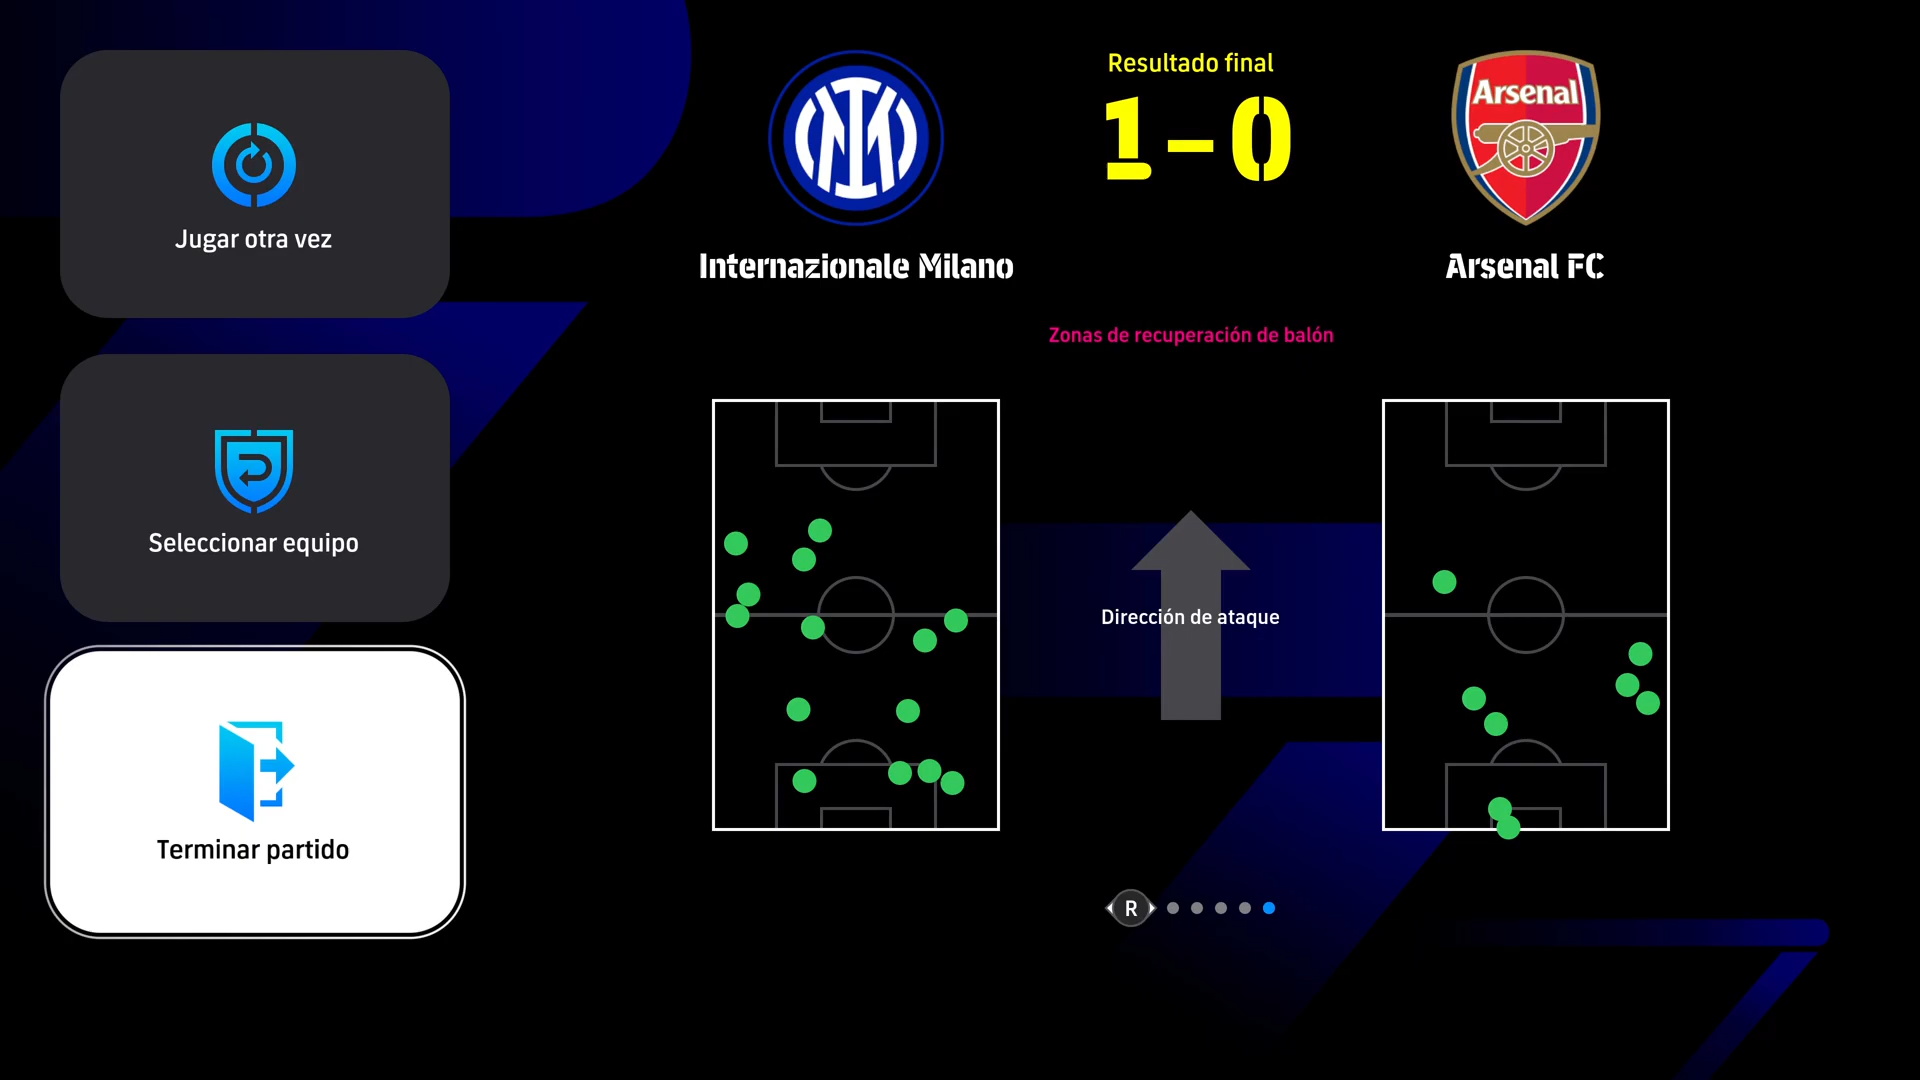 Jugar otra vez
Seleccionar equipo
Terminar partido
Resultado final
1-0
Arsenal
Internazionale Milano
Arsenal FC
Zonas de recuperación de balón
Dirección de ataque
R